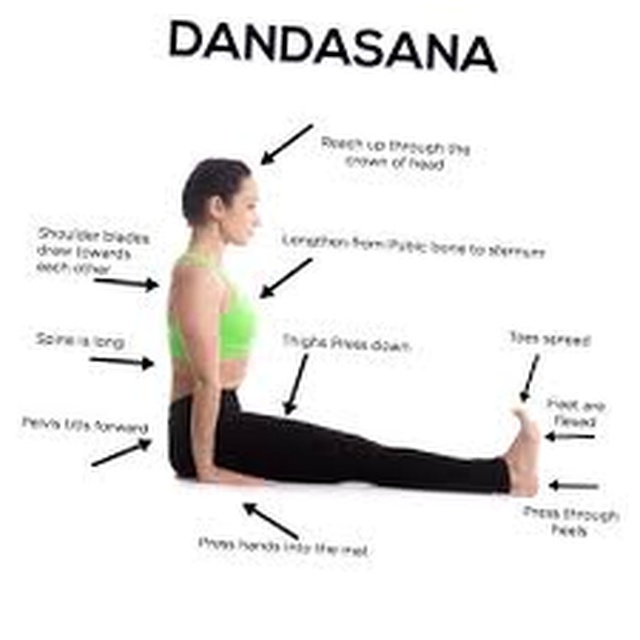 DANDASANA
Reach up through the
crown of head
Shoulder blades
draw towards
each other
Lengthen from Pubic bone to sternum
Spine is long
Thighs Press down
Toes spread
Pelvis tilts forward
Feet are
flexed
Press through
heels
Press hands into the mat